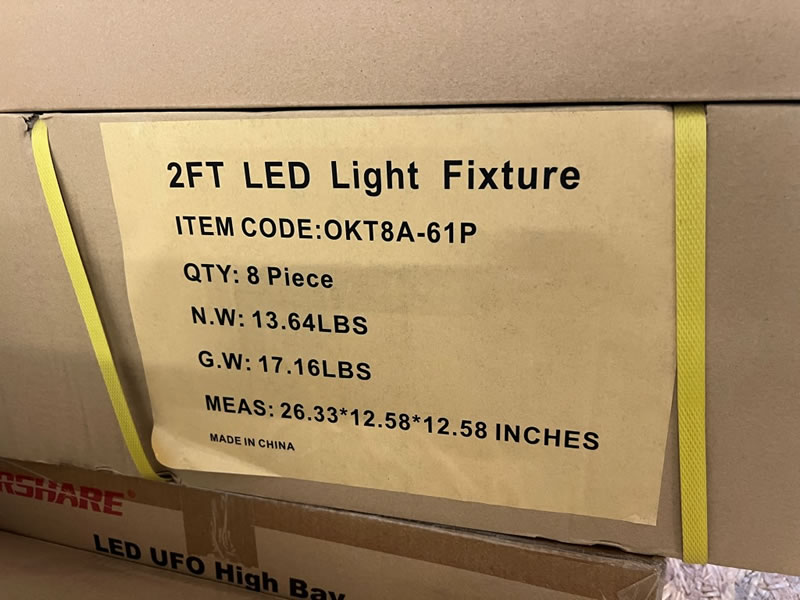 2FT LED Light Fixture
ITEM CODE:OKT8A-61P
QTY: 8 Piece
N.W: 13.64LBS
G.W: 17.16LBS
MEAS: 26.33*12.58*12.58 INCHES
MADE IN CHINA
RSHARE®
LED UFO High Bay